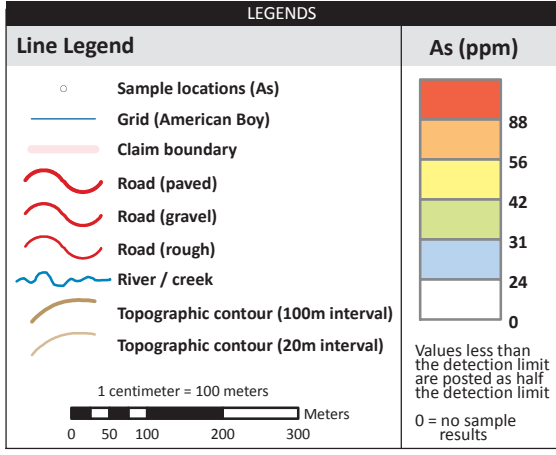 LEGENDS
Line Legend
Sample locations (As)
Grid (American Boy)
Claim boundary
Road (paved)
Road (gravel)
Road (rough)
River / creek
Topographic contour (100m interval)
Topographic contour (20m interval)
1 centimeter = 100 meters
Meters
0 50 100 200 300
As (ppm)
88
56
42
31
24
0
Values less than
the detection limit
are posted as half
the detection limit
0 = no sample
results